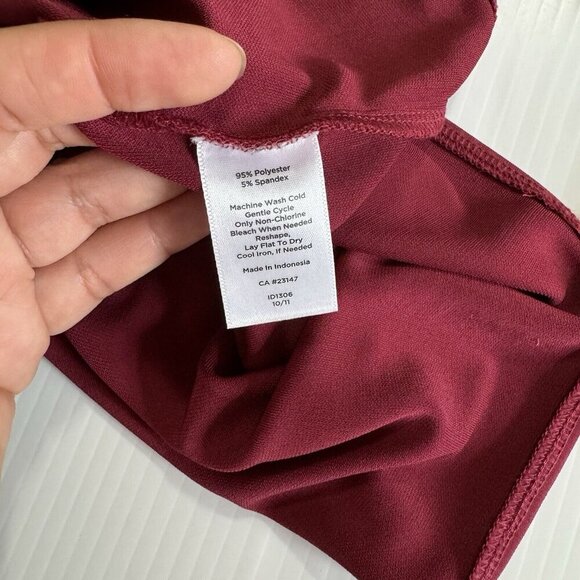 95% Polyester
5% Spandex
Machine Wash Cold
Gentle Cycle
Only Non-Chlorine
Bleach When Needed
Reshape,
Lay Flat To Dry
Cool Iron, If Needed
Made In Indonesia
CA #23147
ID1306
10/11